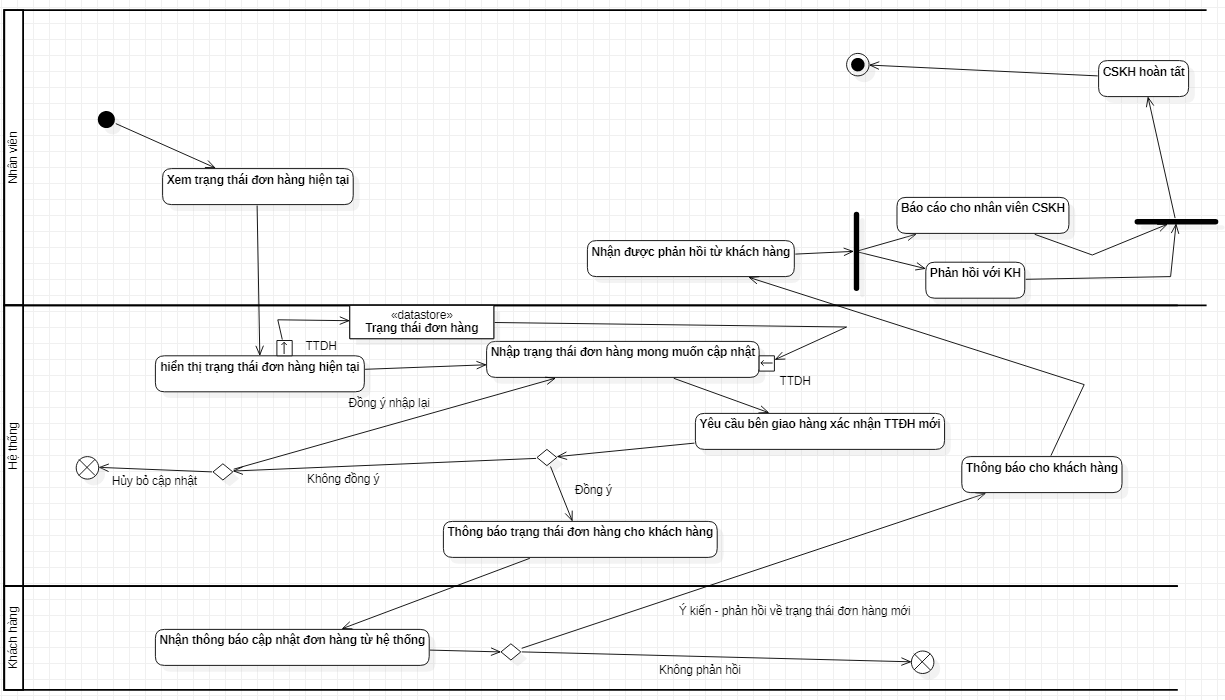 Nhân viên
CSKH hoàn tất
Xem trạng thái đơn hàng hiện tại
Báo cáo cho nhân viên CSKH
Nhận được phản hồi từ khách hàng
Phản hồi với KH
Hệ thống
«datastore»
Trạng thái đơn hàng
TTDH
Nhập trạng thái đơn hàng mong muốn cập nhật
hiển thị trạng thái đơn hàng hiện tại
TTDH
Đồng ý nhập lại
Yêu cầu bên giao hàng xác nhận TTĐH mới
Thông báo cho khách hàng
Hủy bỏ cập nhật
Không đồng ý
Đồng ý
Thông báo trạng thái đơn hàng cho khách hàng
Khách hàng
Ý kiến - phản hồi về trạng thái đơn hàng mới
Nhận thông báo cập nhật đơn hàng từ hệ thống
Không phản hồi